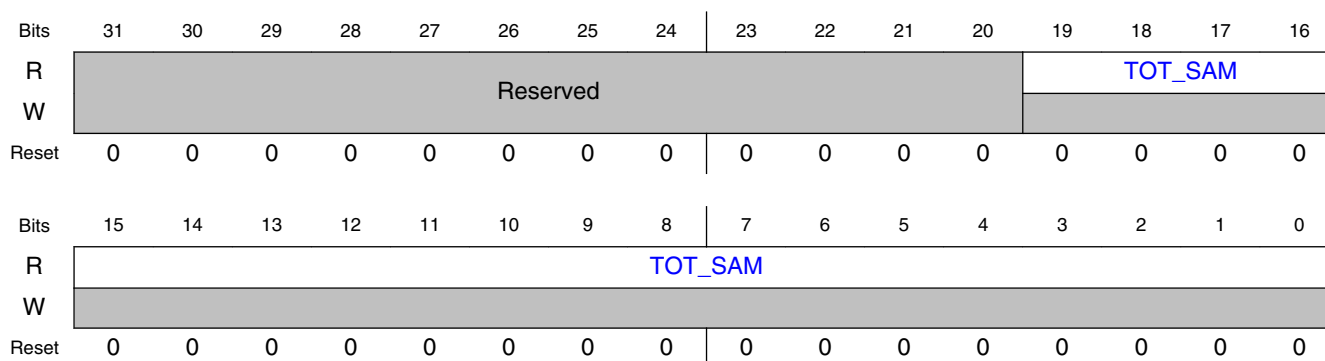 Bits 31 30 29 28 27 26 25 24 23 22 21 20 19 18 17 16
R Reserved TOT_SAM
W
Reset 0 0 0 0 0 0 0 0 0 0 0 0 0 0 0 0
Bits 15 14 13 12 11 10 9 8 7 6 5 4 3 2 1 0
R TOT_SAM
W
Reset 0 0 0 0 0 0 0 0 0 0 0 0 0 0 0 0